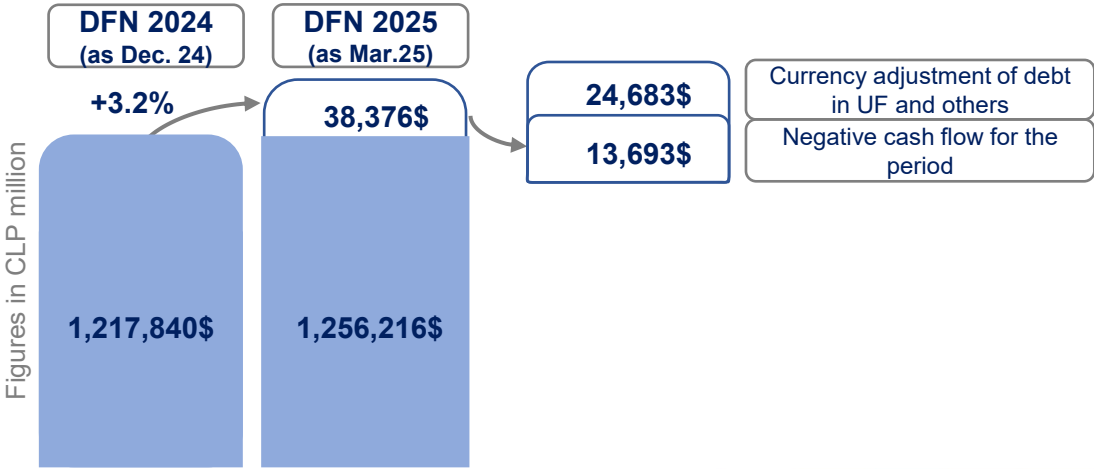 DFN 2024
(as Dec. 24)
DFN 2025
(as Mar.25)
+3.2%
38,376$
24,683$
Currency adjustment of debt
in UF and others
13,693$
Negative cash flow for the
period
Figures in CLP million
1,217,840$
1,256,216$